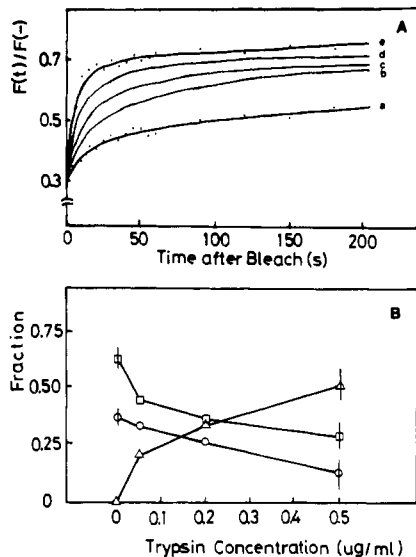 A
F(t)/F(-)
0.7
0.5
0.3
e
d
c
b
a
0 50 100 150 200
Time after Bleach (s)
B
Fraction
0.75
0.50
0.25
0
0 0.1 0.2 0.3 0.4 0.5
Trypsin Concentration (ug/ml)